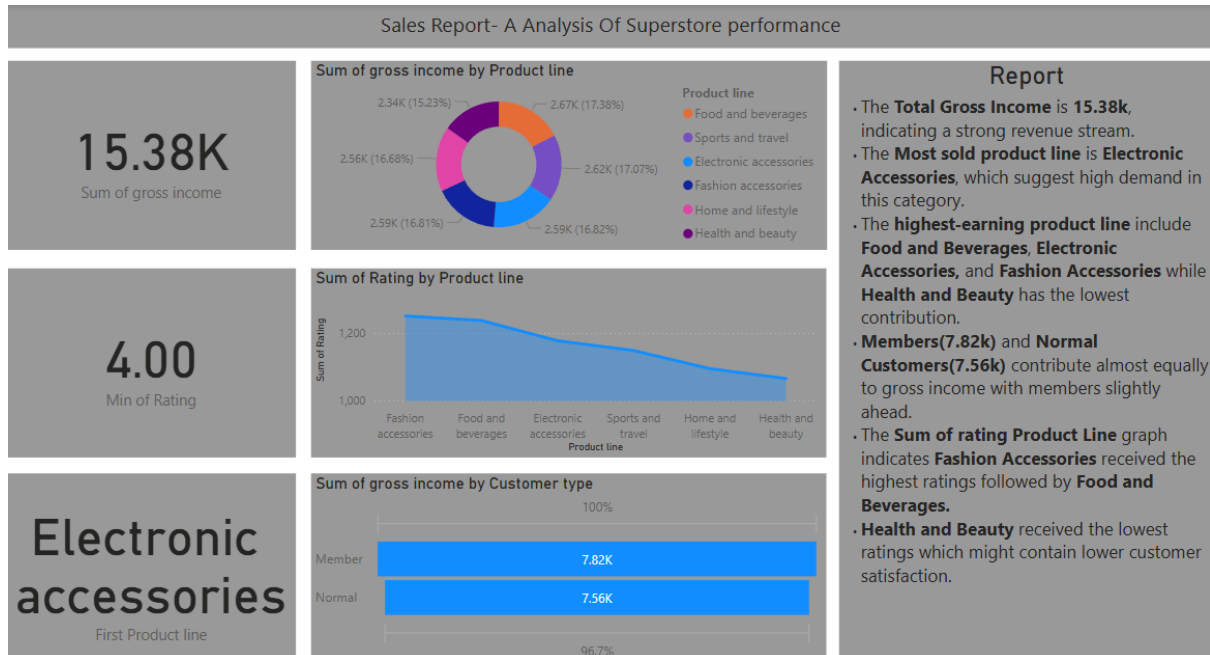 Sales Report- A Analysis Of Superstore performance
15.38K
Sum of gross income
Sum of gross income by Product line
2.34K (15.23%)
2.67K (17.38%)
2.56K (16.68%)
2.62K (17.07%)
2.59K (16.81%)
2.59K (16.82%)
Product line
Food and beverages
Sports and travel
Electronic accessories
Fashion accessories
Home and lifestyle
Health and beauty
4.00
Min of Rating
Sum of Rating by Product line
Sum of Rating
1,200
1,000
Fashion
accessories
Food and
beverages
Electronic
accessories
Sports and
travel
Home and
lifestyle
Health and
beauty
Product line
Electronic
accessories
First Product line
Sum of gross income by Customer type
100%
Member
7.82K
Normal
7.56K
96.7%
Report
• The Total Gross Income is 15.38k,
indicating a strong revenue stream.
• The Most sold product line is Electronic
Accessories, which suggest high demand in
this category.
• The highest-earning product line include
Food and Beverages, Electronic
Accessories, and Fashion Accessories while
Health and Beauty has the lowest
contribution.
• Members(7.82k) and Normal
Customers(7.56k) contribute almost equally
to gross income with members slightly
ahead.
• The Sum of rating Product Line graph
indicates Fashion Accessories received the
highest ratings followed by Food and
Beverages.
• Health and Beauty received the lowest
ratings which might contain lower customer
satisfaction.